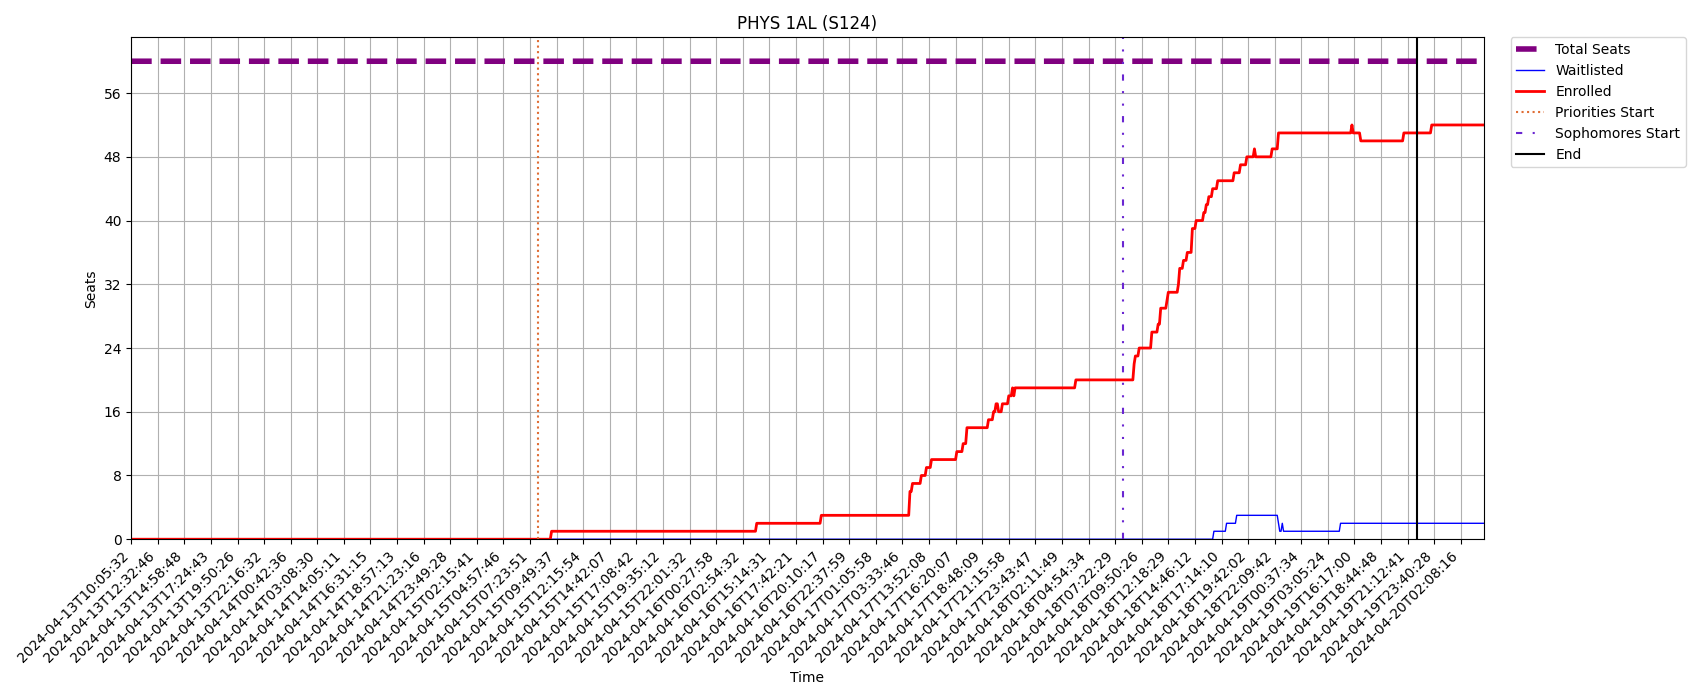 PHYS 1AL (S124)
Total Seats
Waitlisted
Enrolled
Priorities Start
Sophomores Start
End
Seats
56
48
40
32
24
16
8
0
2024-04-13T10:05:32
2024-04-13T12:32:46
2024-04-13T14:58:48
2024-04-13T17:24:43
2024-04-13T19:50:26
2024-04-13T22:16:32
2024-04-14T00:42:36
2024-04-14T03:08:30
2024-04-14T14:05:11
2024-04-14T16:31:15
2024-04-14T18:57:13
2024-04-14T21:23:16
2024-04-14T23:49:28
2024-04-15T02:15:41
2024-04-15T04:57:46
2024-04-15T07:23:51
2024-04-15T09:49:37
2024-04-15T12:15:54
2024-04-15T14:42:07
2024-04-15T17:08:42
2024-04-15T19:35:12
2024-04-15T22:01:32
2024-04-16T00:27:58
2024-04-16T02:54:32
2024-04-16T15:14:31
2024-04-16T17:42:21
2024-04-16T20:10:17
2024-04-16T22:37:59
2024-04-17T01:05:58
2024-04-17T03:33:46
2024-04-17T13:52:08
2024-04-17T16:20:07
2024-04-17T18:48:09
2024-04-17T21:15:58
2024-04-17T23:43:47
2024-04-18T02:11:49
2024-04-18T04:54:34
2024-04-18T07:22:29
2024-04-18T09:50:26
2024-04-18T12:18:29
2024-04-18T14:46:12
2024-04-18T17:14:10
2024-04-18T19:42:02
2024-04-18T22:09:42
2024-04-19T00:37:34
2024-04-19T03:05:24
2024-04-19T16:17:00
2024-04-19T18:44:48
2024-04-19T21:12:41
2024-04-19T23:40:28
2024-04-20T02:08:16
Time